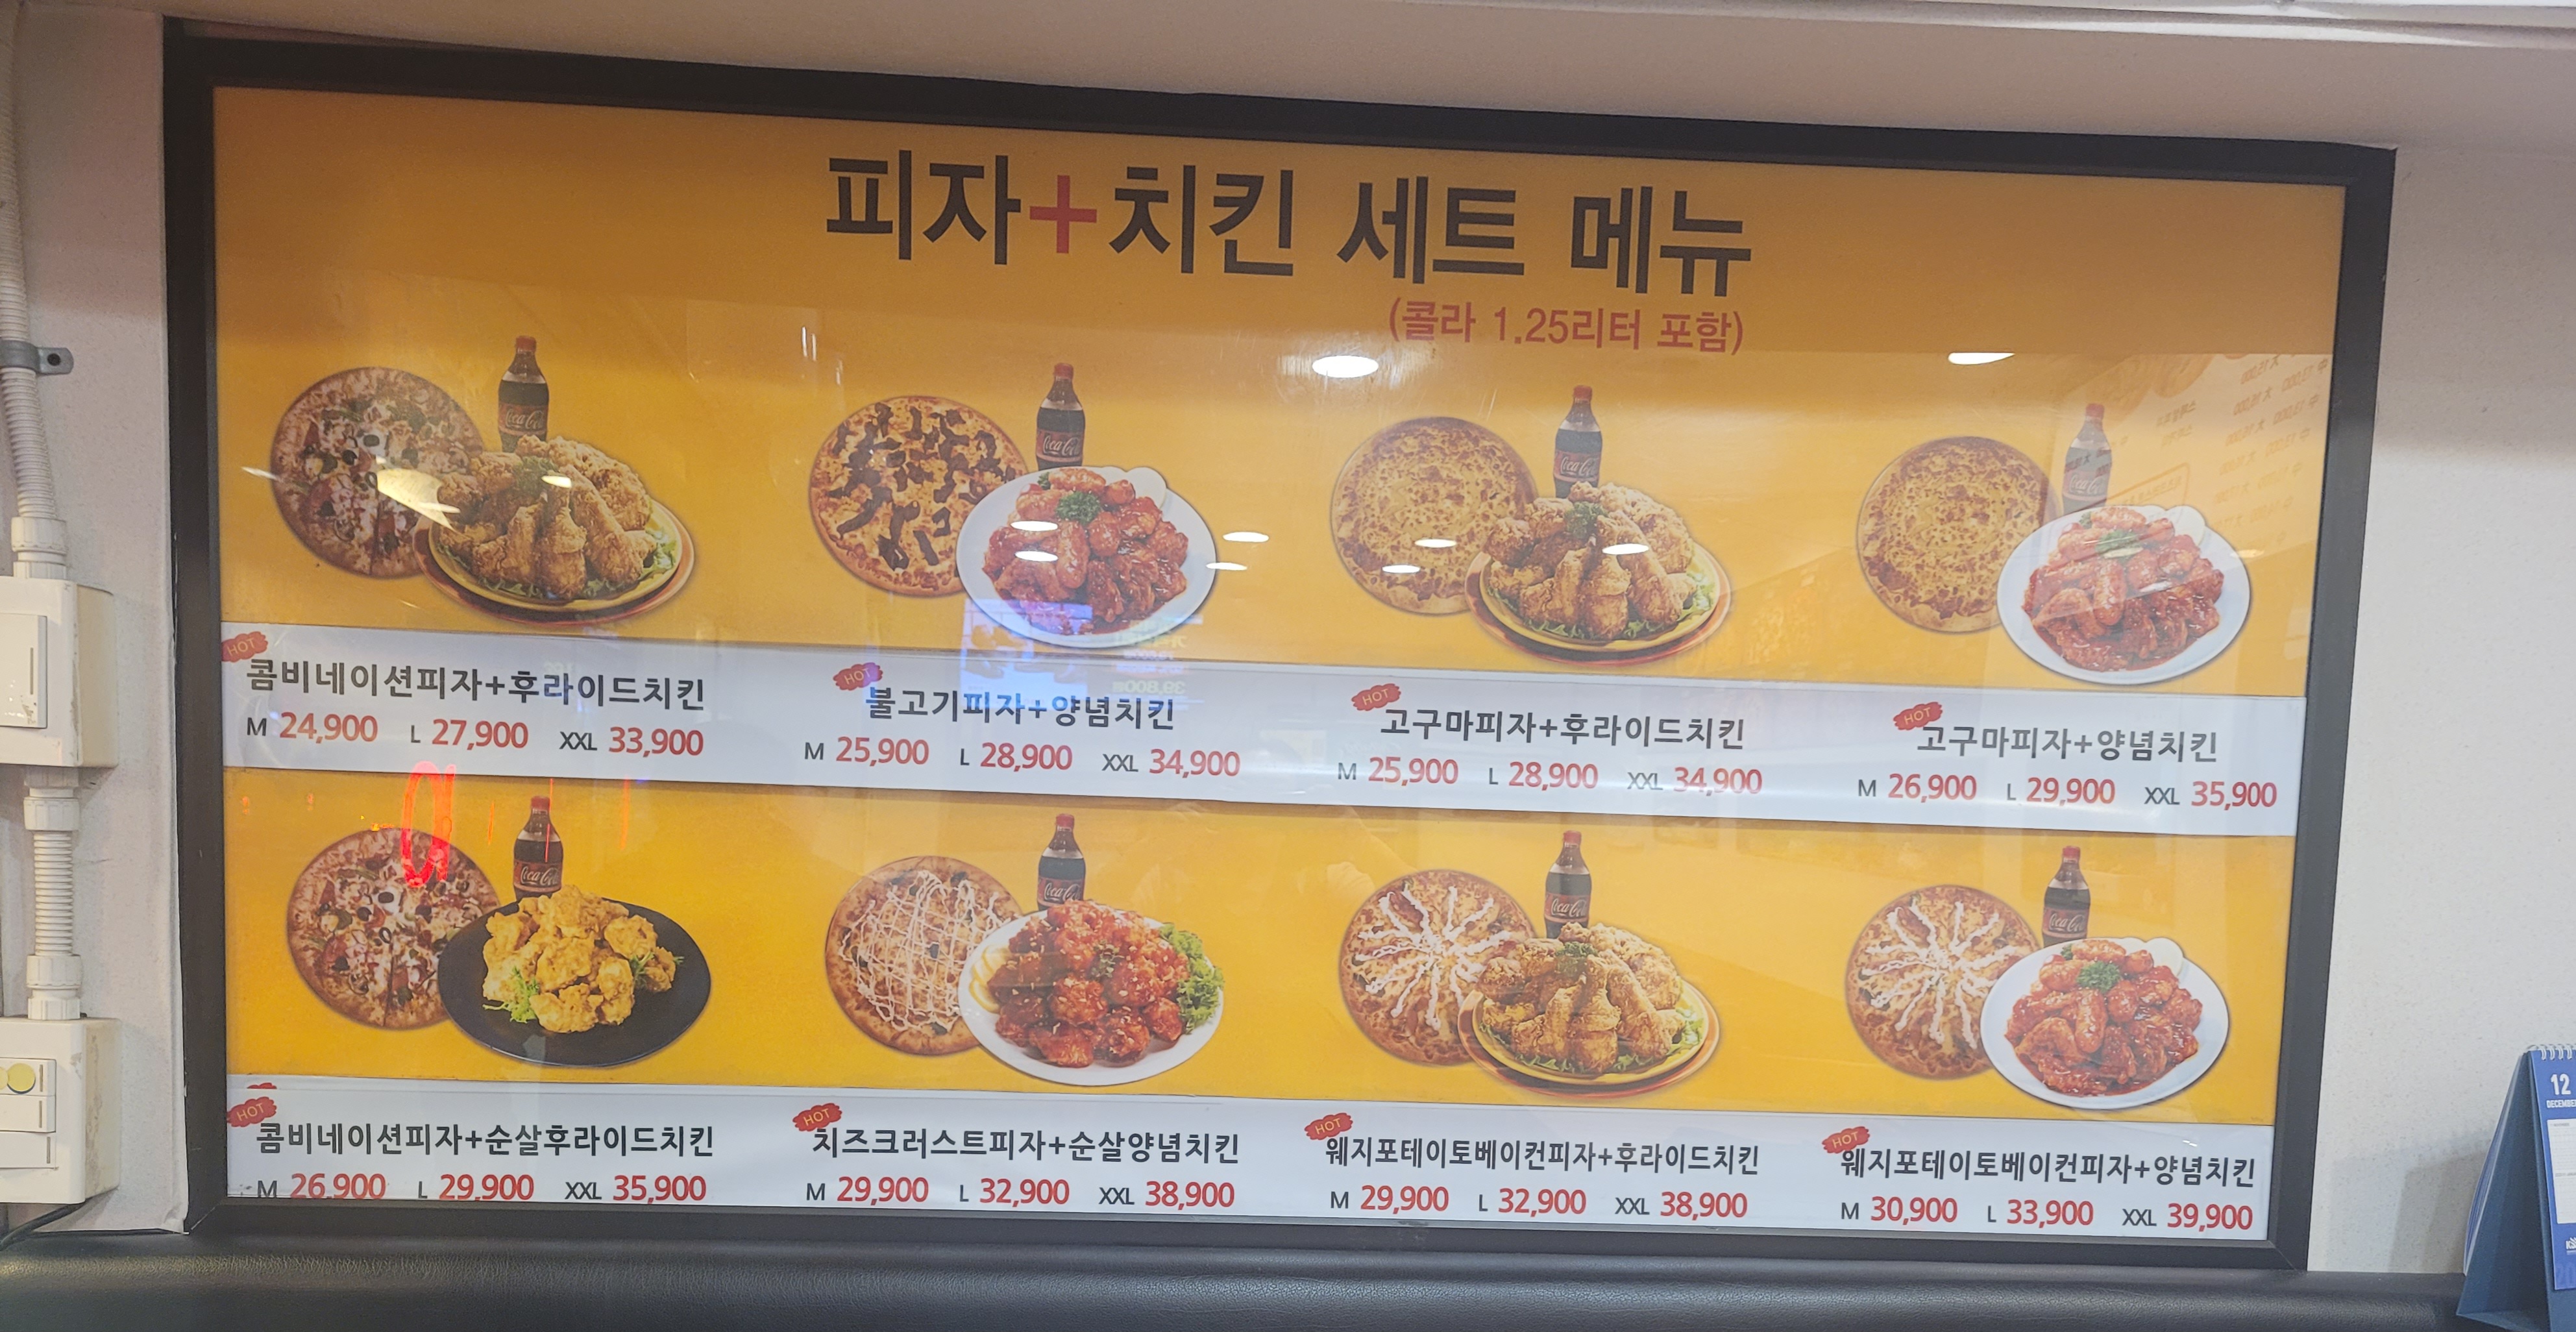 피자+치킨 세트 메뉴
(콜라 1.25리터 포함)
HOT
콤비네이션피자+후라이드치킨
M 24,900 L 27,900 XXL 33,900
HOT
불고기피자+양념치킨
M 25,900 L 28,900 XXL 34,900
HOT
고구마피자+후라이드치킨
M 25,900 L 28,900 XXL 34,900
HOT
고구마피자+양념치킨
M 26,900 L 29,900 XXL 35,900
HOT
콤비네이션피자+순살후라이드치킨
M 26,900 L 29,900 XXL 35,900
HOT
치즈크러스트피자+순살양념치킨
M 29,900 L 32,900 XXL 38,900
HOT
웨지포테이토베이컨피자+후라이드치킨
M 29,900 L 32,900 XXL 38,900
HOT
웨지포테이토베이컨피자+양념치킨
M 30,900 L 33,900 XXL 39,900
12
DECEMBER